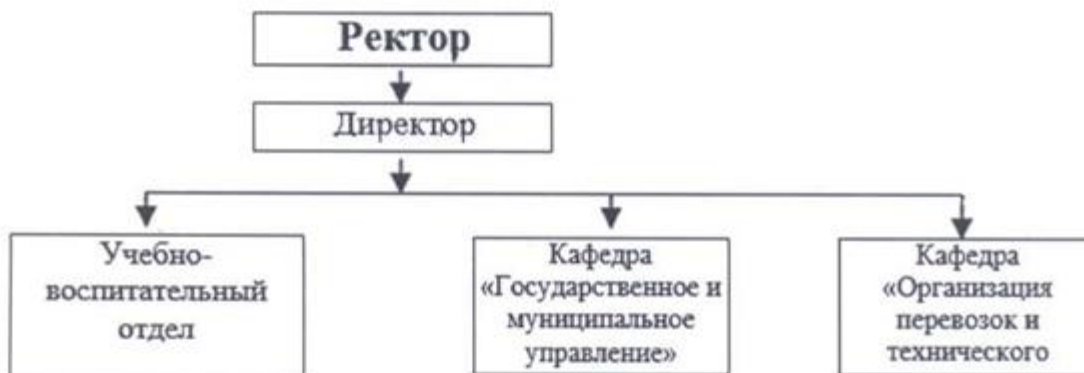 Ректор
Директор
Учебно-
воспитательный
отдел
Кафедра
«Государственное и
муниципальное
управление»
Кафедра
«Организация
перевозок и
технического